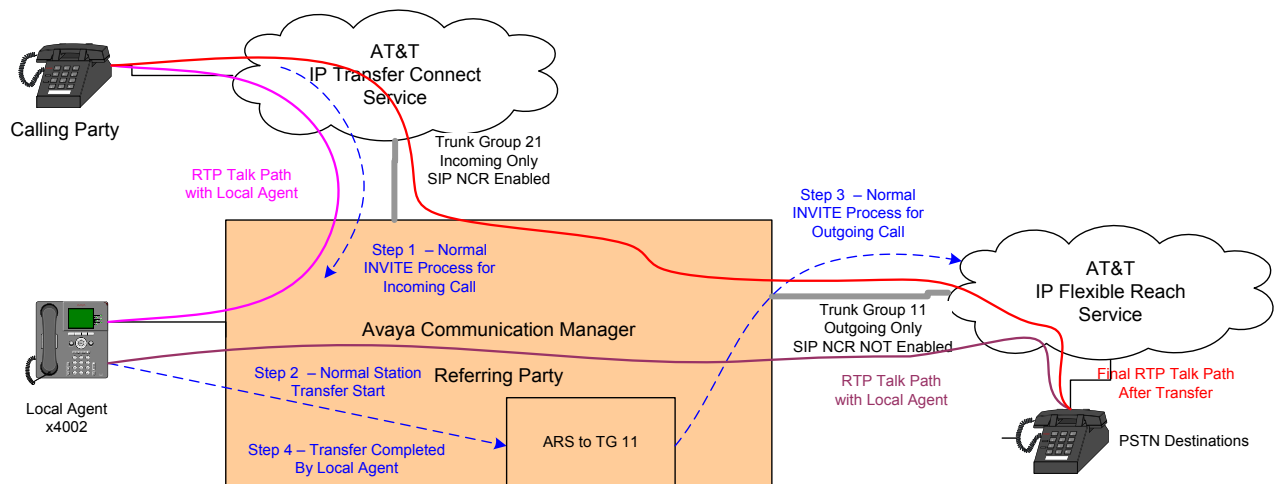 AT&T
IP Transfer Connect
Service
Calling Party
Trunk Group 21
Incoming Only
SIP NCR Enabled
RTP Talk Path
with Local Agent
Step 3 – Normal
INVITE Process for
Outgoing Call
Step 1 – Normal
INVITE Process for
Incoming Call
AT&T
IP Flexible Reach
Service
Avaya Communication Manager
Trunk Group 11
Outgoing Only
SIP NCR NOT Enabled
Step 2 – Normal Station
Transfer Start
Referring Party
RTP Talk Path
with Local Agent
Final RTP Talk Path
After Transfer
Local Agent
x4002
Step 4 – Transfer Completed
By Local Agent
ARS to TG 11
PSTN Destinations